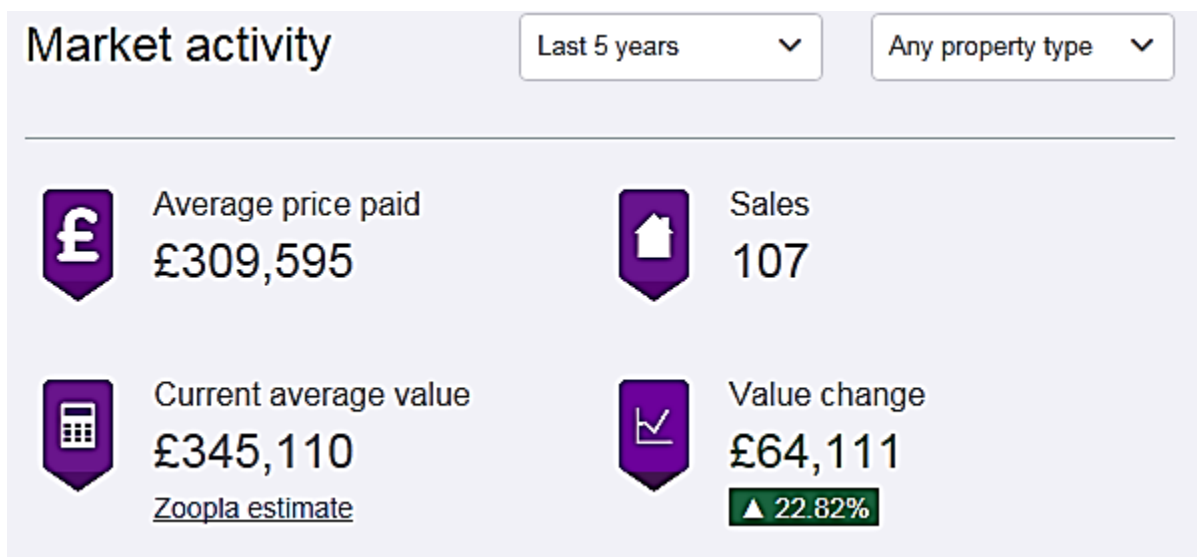 Market activity
Last 5 years
Any property type
Average price paid
£309,595
Sales
107
Current average value
£345,110
Zoopla estimate
Value change
£64,111
▲ 22.82%